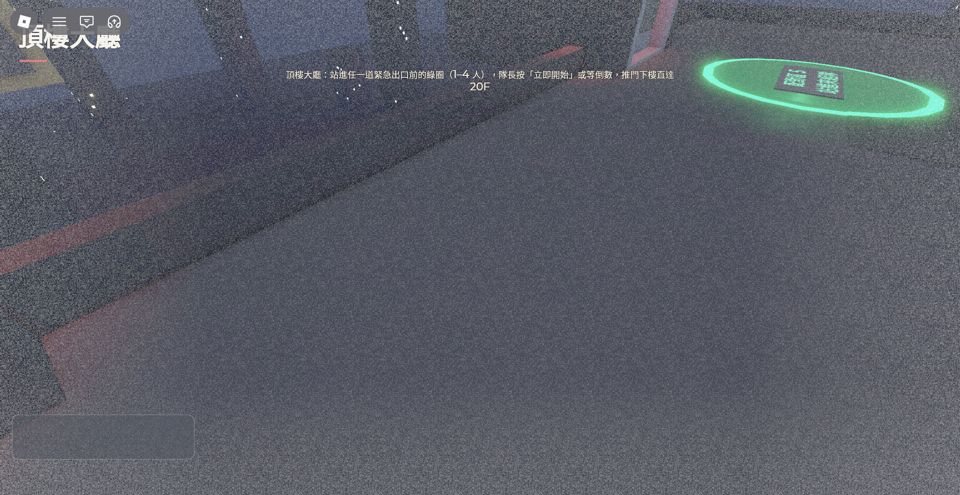 頂樓大廳
頂樓大廳：站進任一道緊急出口前的綠圈（1–4 人），隊長按「立即開始」或等倒數，推門下樓直達
20F